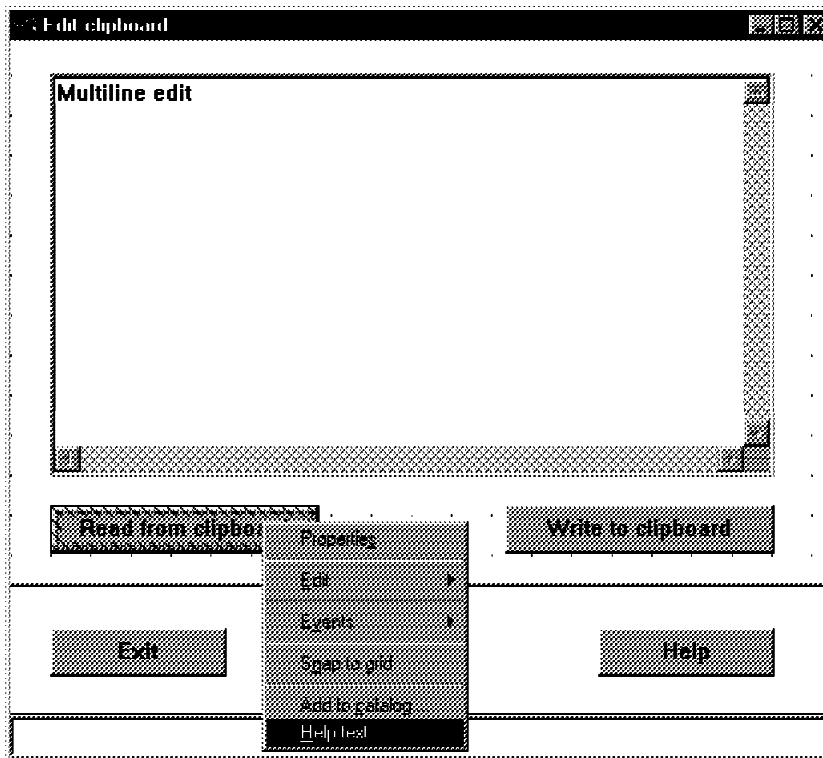 Edit clipboard
Multiline edit
Read from clipbo
Write to clipboard
Properties
Edit
Events
Snap to grid
Add to catalog...
Help text
Exit
Help